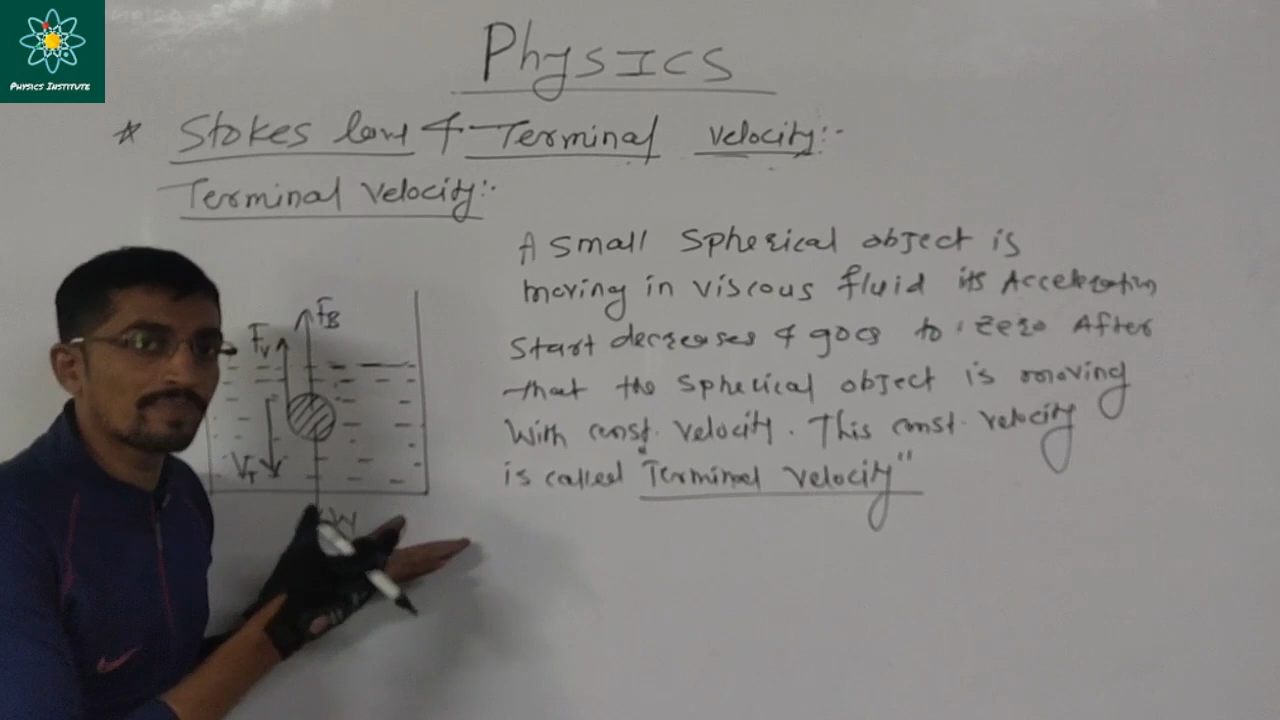 PHYSICS INSTITUTE
Physics
* Stokes law & Terminal velocity:-
Terminal velocity:-
A small spherical object is
moving in viscous fluid its Acceleration
start decreases & goes to zero After
that the spherical object is moving
with const. velocity. This const. velocity
is called "Terminal velocity"
FB
Fv
VT
W